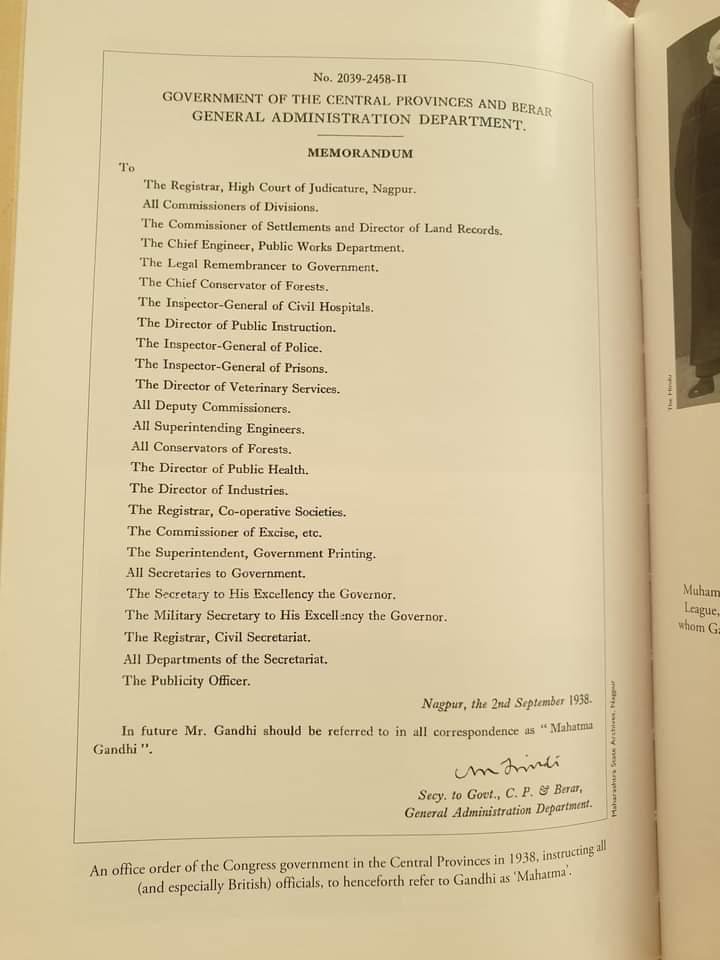 No. 2039-2458-II
GOVERNMENT OF THE CENTRAL PROVINCES AND BERAR
GENERAL ADMINISTRATION DEPARTMENT.
MEMORANDUM
To
The Registrar, High Court of Judicature, Nagpur.
All Commissioners of Divisions.
The Commissioner of Settlements and Director of Land Records.
The Chief Engineer, Public Works Department.
The Legal Remembrancer to Government.
The Chief Conservator of Forests.
The Inspector-General of Civil Hospitals.
The Director of Public Instruction.
The Inspector-General of Police.
The Inspector-General of Prisons.
The Director of Veterinary Services.
All Deputy Commissioners.
All Superintending Engineers.
All Conservators of Forests.
The Director of Public Health.
The Director of Industries.
The Registrar, Co-operative Societies.
The Commissioner of Excise, etc.
The Superintendent, Government Printing.
All Secretaries to Government.
The Secretary to His Excellency the Governor.
The Military Secretary to His Excellency the Governor.
The Registrar, Civil Secretariat.
All Departments of the Secretariat.
The Publicity Officer.
Nagpur, the 2nd September 1938.
In future Mr. Gandhi should be referred to in all correspondence as “ Mahatma
Gandhi ”.
Secy. to Govt., C. P. & Berar,
General Administration Department.
Maharashtra State Archives, Nagpur
An office order of the Congress government in the Central Provinces in 1938, instructing all
(and especially British) officials, to henceforth refer to Gandhi as ‘Mahatma’.
The Hindu
Muham
League,
whom Ga